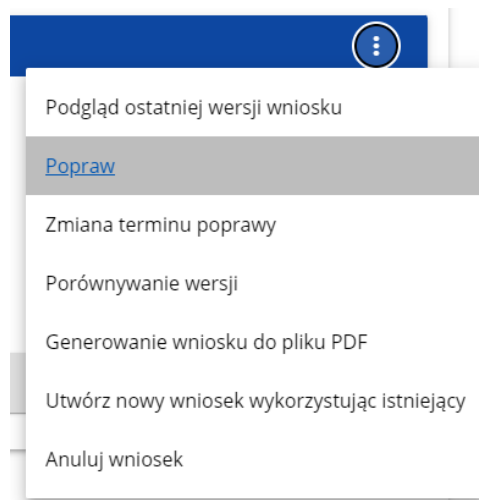 Podgląd ostatniej wersji wniosku
Popraw
Zmiana terminu poprawy
Porównywanie wersji
Generowanie wniosku do pliku PDF
Utwórz nowy wniosek wykorzystując istniejący
Anuluj wniosek